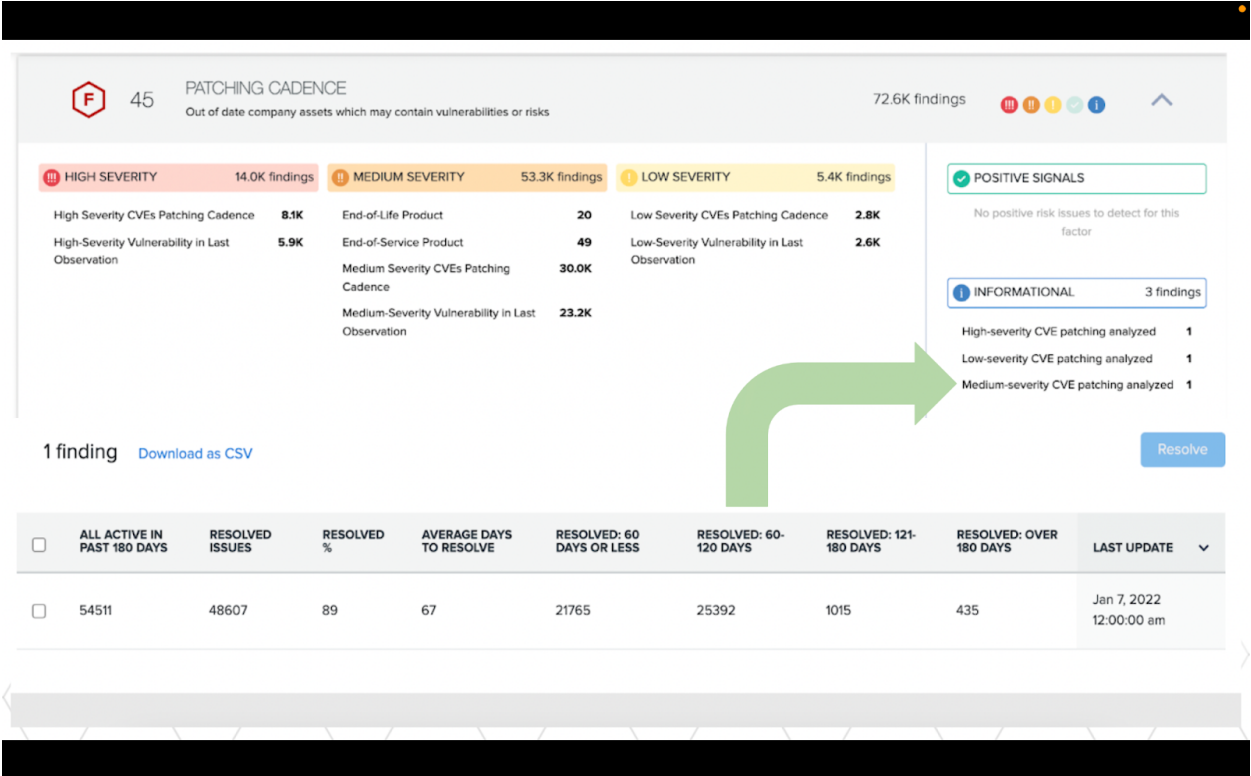 F
45
PATCHING CADENCE
Out of date company assets which may contain vulnerabilities or risks
72.6K findings
HIGH SEVERITY 14.0K findings
High Severity CVEs Patching Cadence 8.1K
High-Severity Vulnerability in Last 5.9K
Observation
MEDIUM SEVERITY 53.3K findings
End-of-Life Product 20
End-of-Service Product 49
Medium Severity CVEs Patching 30.0K
Cadence
Medium-Severity Vulnerability in Last 23.2K
Observation
LOW SEVERITY 5.4K findings
Low Severity CVEs Patching Cadence 2.8K
Low-Severity Vulnerability in Last 2.6K
Observation
POSITIVE SIGNALS
No positive risk issues to detect for this
factor
INFORMATIONAL 3 findings
High-severity CVE patching analyzed 1
Low-severity CVE patching analyzed 1
Medium-severity CVE patching analyzed 1
1 finding Download as CSV
Resolve
ALL ACTIVE IN
PAST 180 DAYS
RESOLVED
ISSUES
RESOLVED
%
AVERAGE DAYS
TO RESOLVE
RESOLVED: 60
DAYS OR LESS
RESOLVED: 60-
120 DAYS
RESOLVED: 121-
180 DAYS
RESOLVED: OVER
180 DAYS
LAST UPDATE
54511 48607 89 67 21765 25392 1015 435
Jan 7, 2022
12:00:00 am